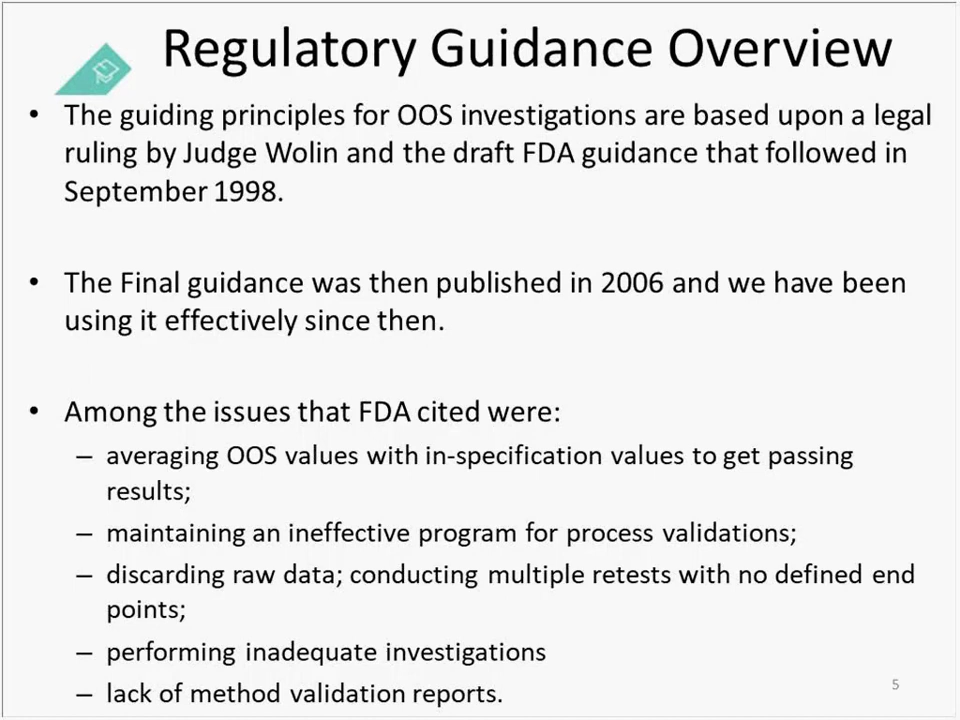 Regulatory Guidance Overview
• The guiding principles for OOS investigations are based upon a legal
ruling by Judge Wolin and the draft FDA guidance that followed in
September 1998.
• The Final guidance was then published in 2006 and we have been
using it effectively since then.
• Among the issues that FDA cited were:
– averaging OOS values with in-specification values to get passing
results;
– maintaining an ineffective program for process validations;
– discarding raw data; conducting multiple retests with no defined end
points;
– performing inadequate investigations
– lack of method validation reports.
5